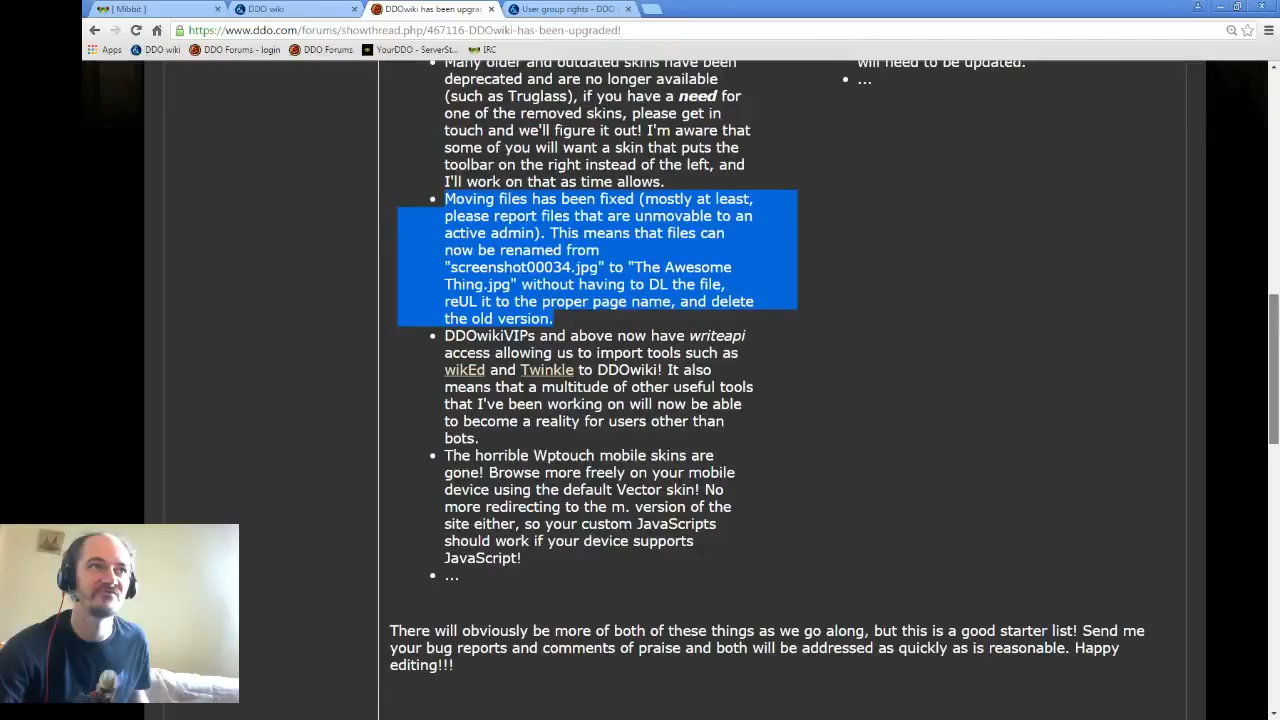 [ Mibbit ]
DDO wiki
DDOwiki has been upgra
User group rights - DDO
https://www.ddo.com/forums/showthread.php/467116-DDOwiki-has-been-upgraded!
Apps
DDO wiki
DDO Forums - login
DDO Forums
YourDDO - ServerSt...
IRC
Many older and outdated skins have been
deprecated and are no longer available
(such as Truglass), if you have a need for
one of the removed skins, please get in
touch and we'll figure it out! I'm aware that
some of you will want a skin that puts the
toolbar on the right instead of the left, and
I'll work on that as time allows.
Moving files has been fixed (mostly at least,
please report files that are unmovable to an
active admin). This means that files can
now be renamed from
"screenshot00034.jpg" to "The Awesome
Thing.jpg" without having to DL the file,
reUL it to the proper page name, and delete
the old version.
DDOwikiVIPs and above now have writeapi
access allowing us to import tools such as
wikEd and Twinkle to DDOwiki! It also
means that a multitude of other useful tools
that I've been working on will now be able
to become a reality for users other than
bots.
The horrible Wptouch mobile skins are
gone! Browse more freely on your mobile
device using the default Vector skin! No
more redirecting to the m. version of the
site either, so your custom JavaScripts
should work if your device supports
JavaScript!
...
will need to be updated.
...
There will obviously be more of both of these things as we go along, but this is a good starter list! Send me
your bug reports and comments of praise and both will be addressed as quickly as is reasonable. Happy
editing!!!